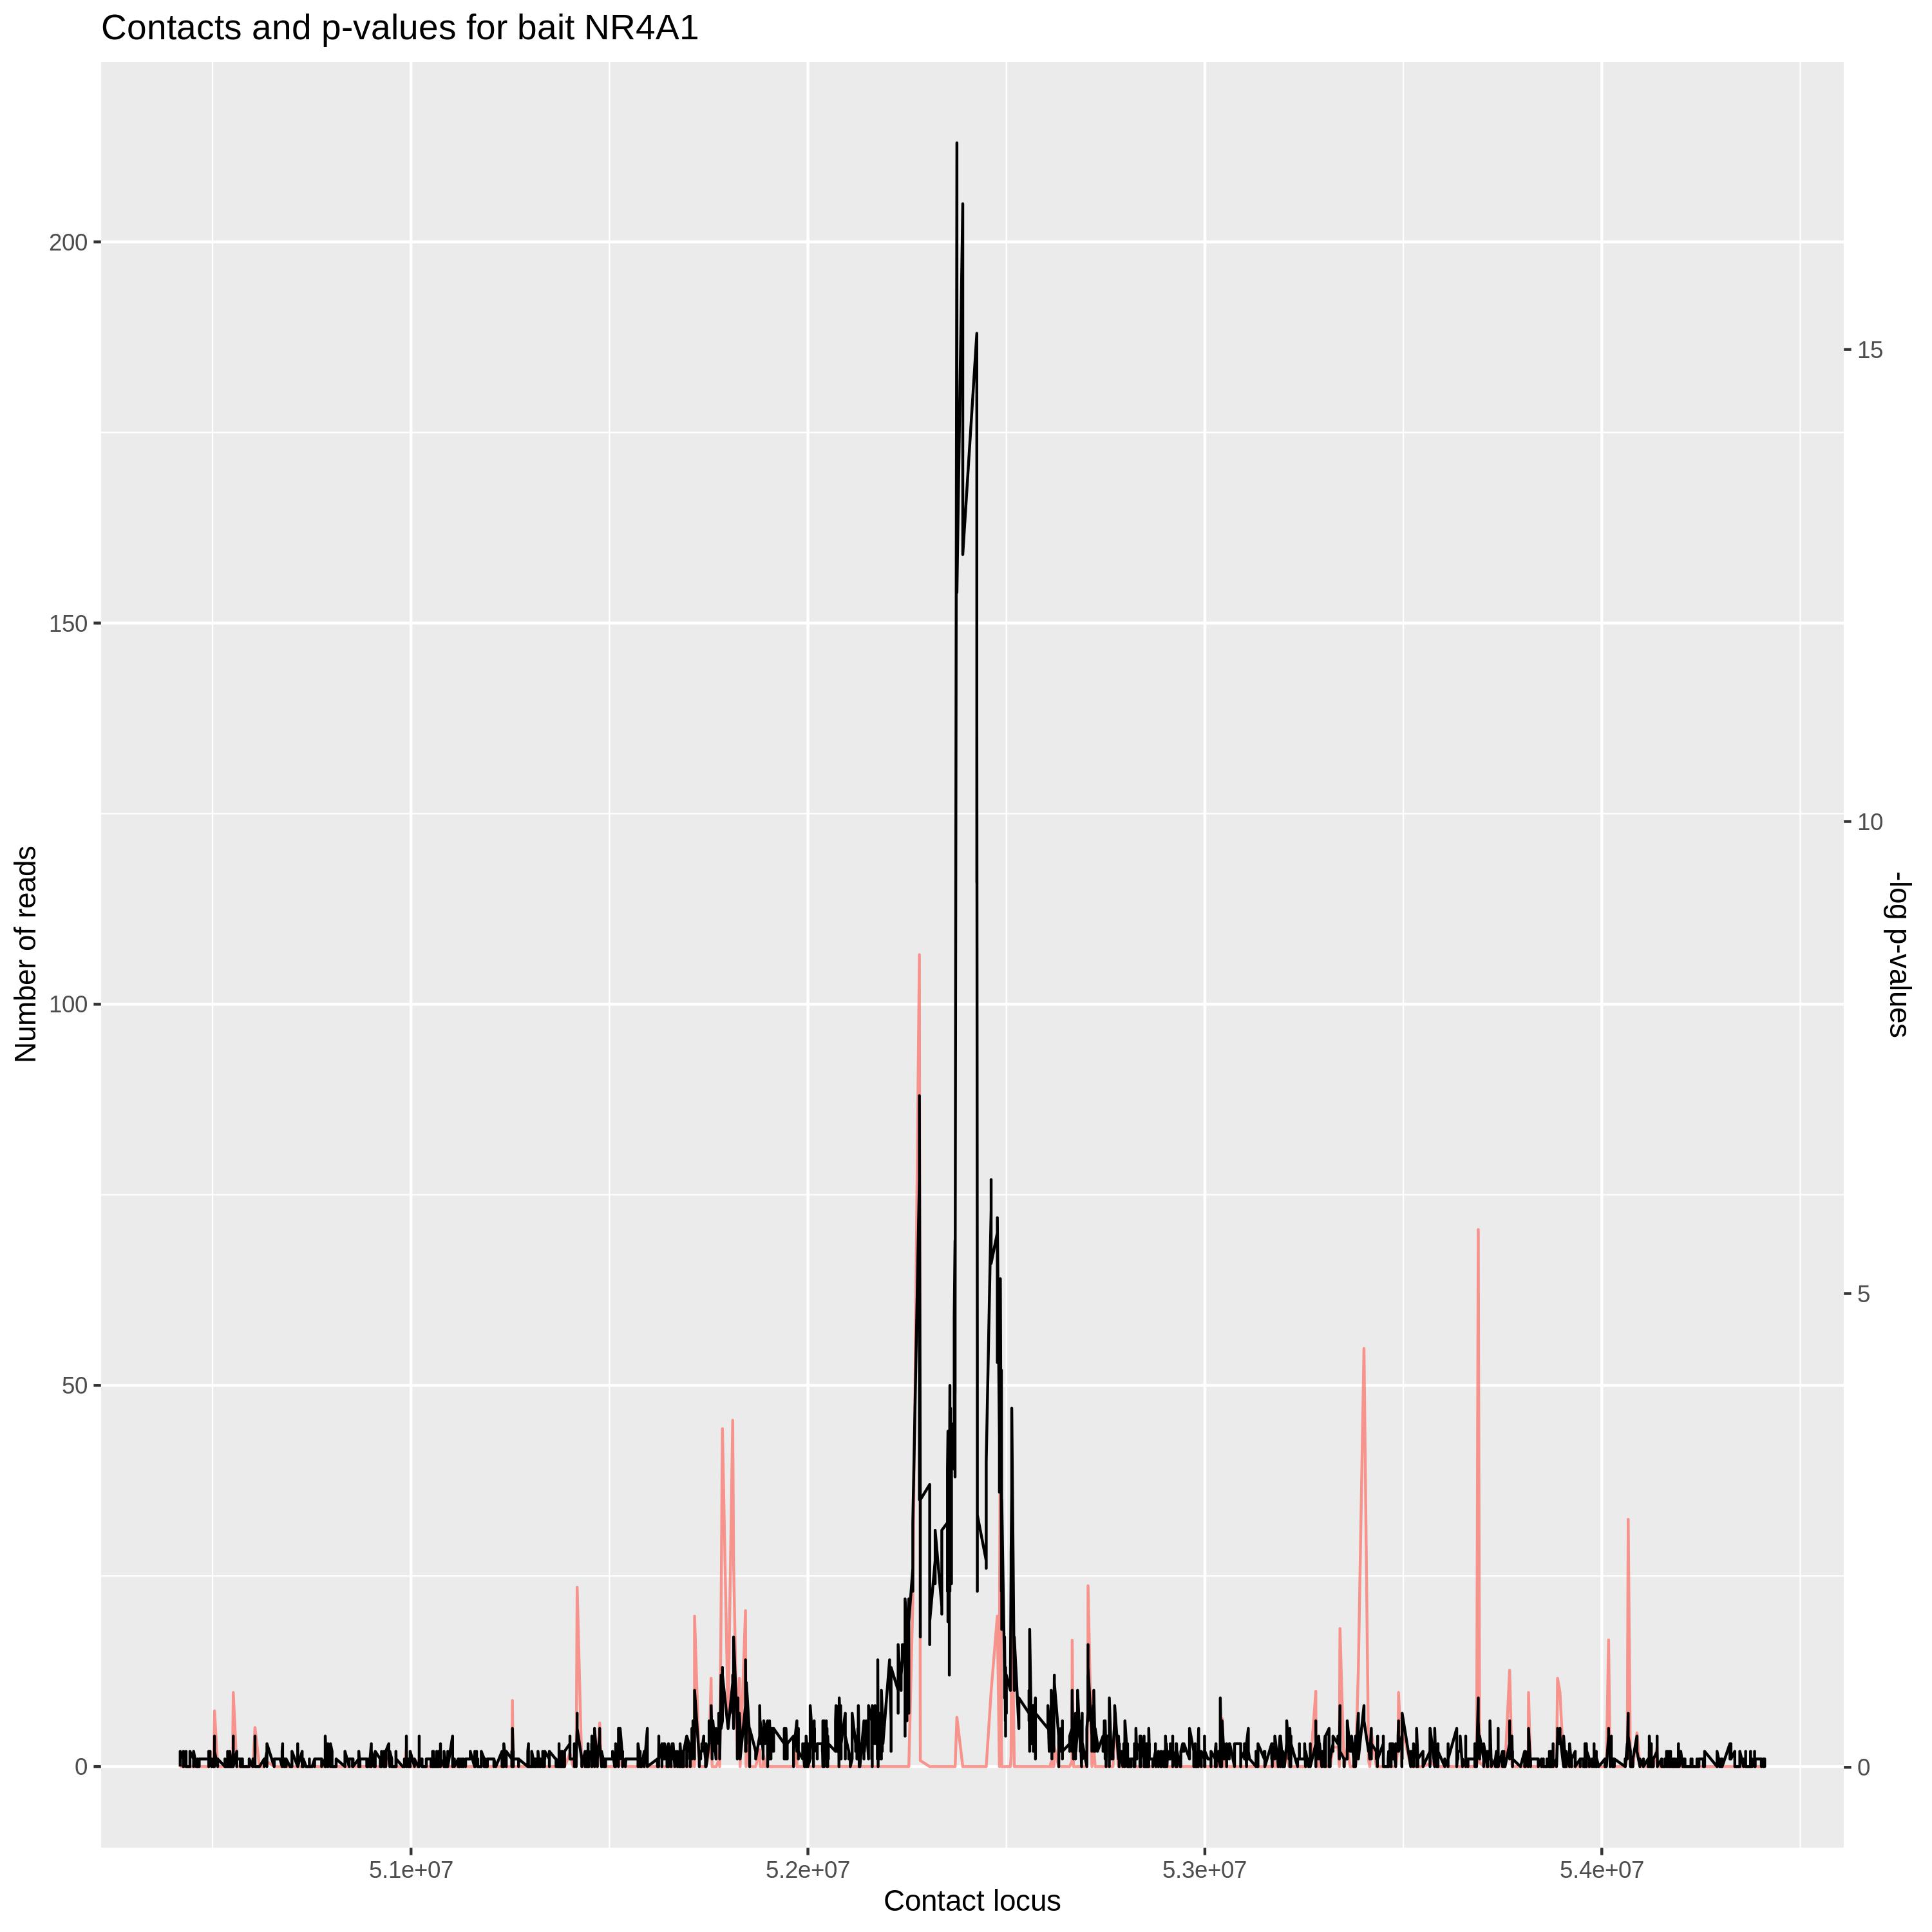 Contacts and p-values for bait NR4A1
Number of reads
200
150
100
50
0
15
10
5
0
-log p-values
5.1e+07
5.2e+07
5.3e+07
5.4e+07
Contact locus